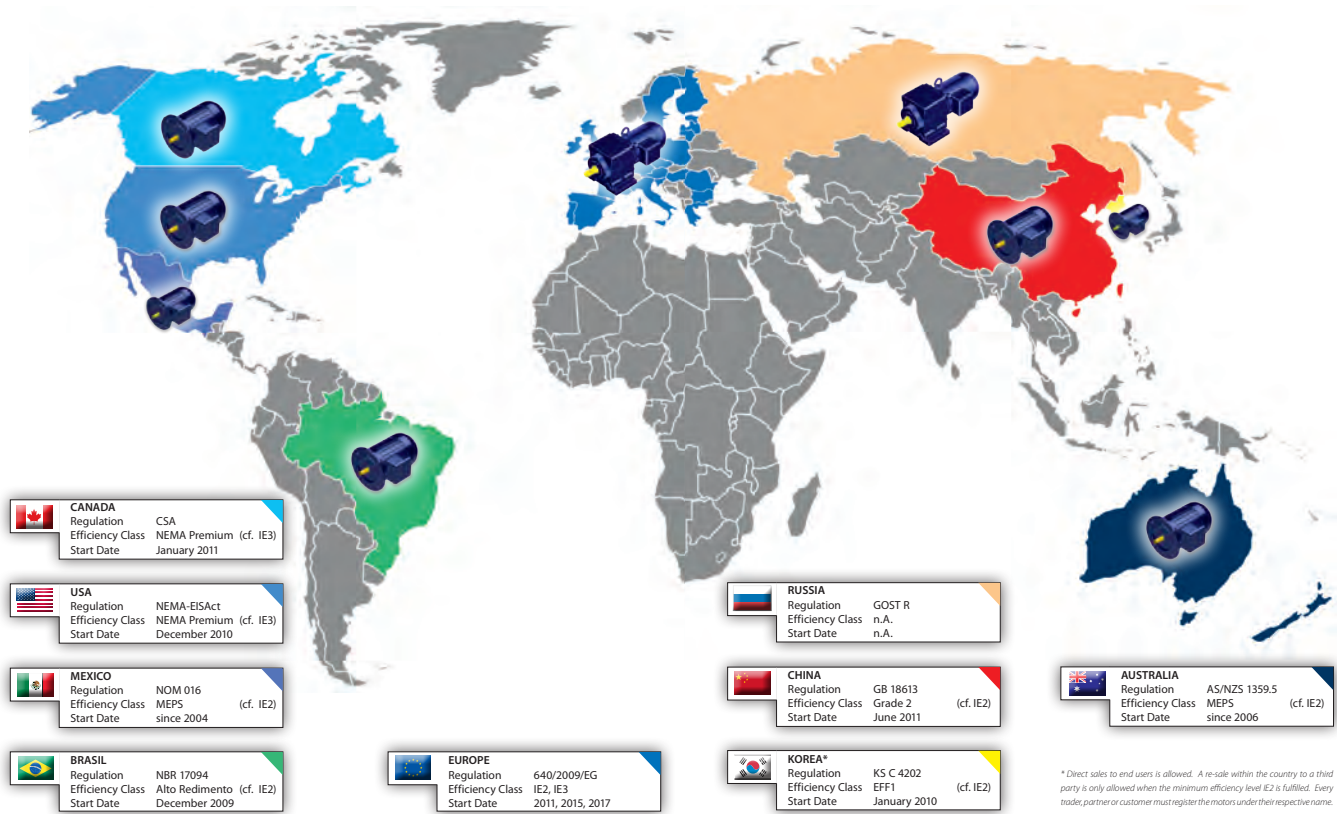 CANADA
Regulation CSA
Efficiency Class NEMA Premium (cf. IE3)
Start Date January 2011
USA
Regulation NEMA-EISAct
Efficiency Class NEMA Premium (cf. IE3)
Start Date December 2010
MEXICO
Regulation NOM 016
Efficiency Class MEPS (cf. IE2)
Start Date since 2004
BRASIL
Regulation NBR 17094
Efficiency Class Alto Redimento (cf. IE2)
Start Date December 2009
EUROPE
Regulation 640/2009/EG
Efficiency Class IE2, IE3
Start Date 2011, 2015, 2017
RUSSIA
Regulation GOST R
Efficiency Class n.A.
Start Date n.A.
CHINA
Regulation GB 18613
Efficiency Class Grade 2 (cf. IE2)
Start Date June 2011
KOREA*
Regulation KS C 4202
Efficiency Class EFF1 (cf. IE2)
Start Date January 2010
AUSTRALIA
Regulation AS/NZS 1359.5
Efficiency Class MEPS (cf. IE2)
Start Date since 2006
* Direct sales to end users is allowed. A re-sale within the country to a third
party is only allowed when the minimum efficiency level IE2 is fulfilled. Every
trader, partner or customer must register the motors under their respective name.